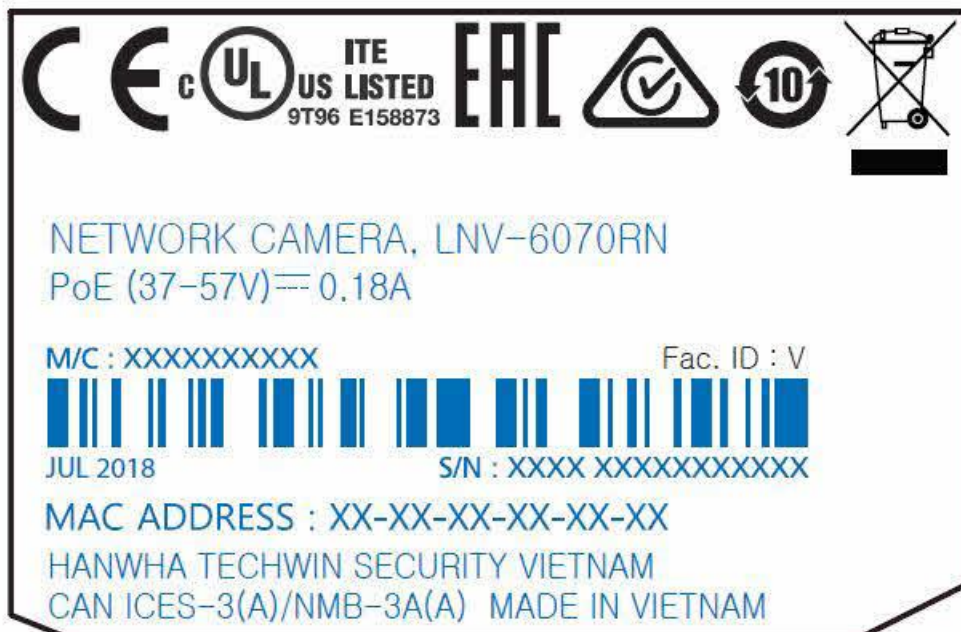 CE C UL US ITE LISTED 9T96 E158873 EAC 10
NETWORK CAMERA, LNV-6070RN
PoE (37-57V)⎓0.18A
M/C : XXXXXXXXXX
Fac. ID : V
JUL 2018
S/N : XXXX XXXXXXXXXXX
MAC ADDRESS : XX-XX-XX-XX-XX-XX
HANWHA TECHWIN SECURITY VIETNAM
CAN ICES-3(A)/NMB-3A(A) MADE IN VIETNAM